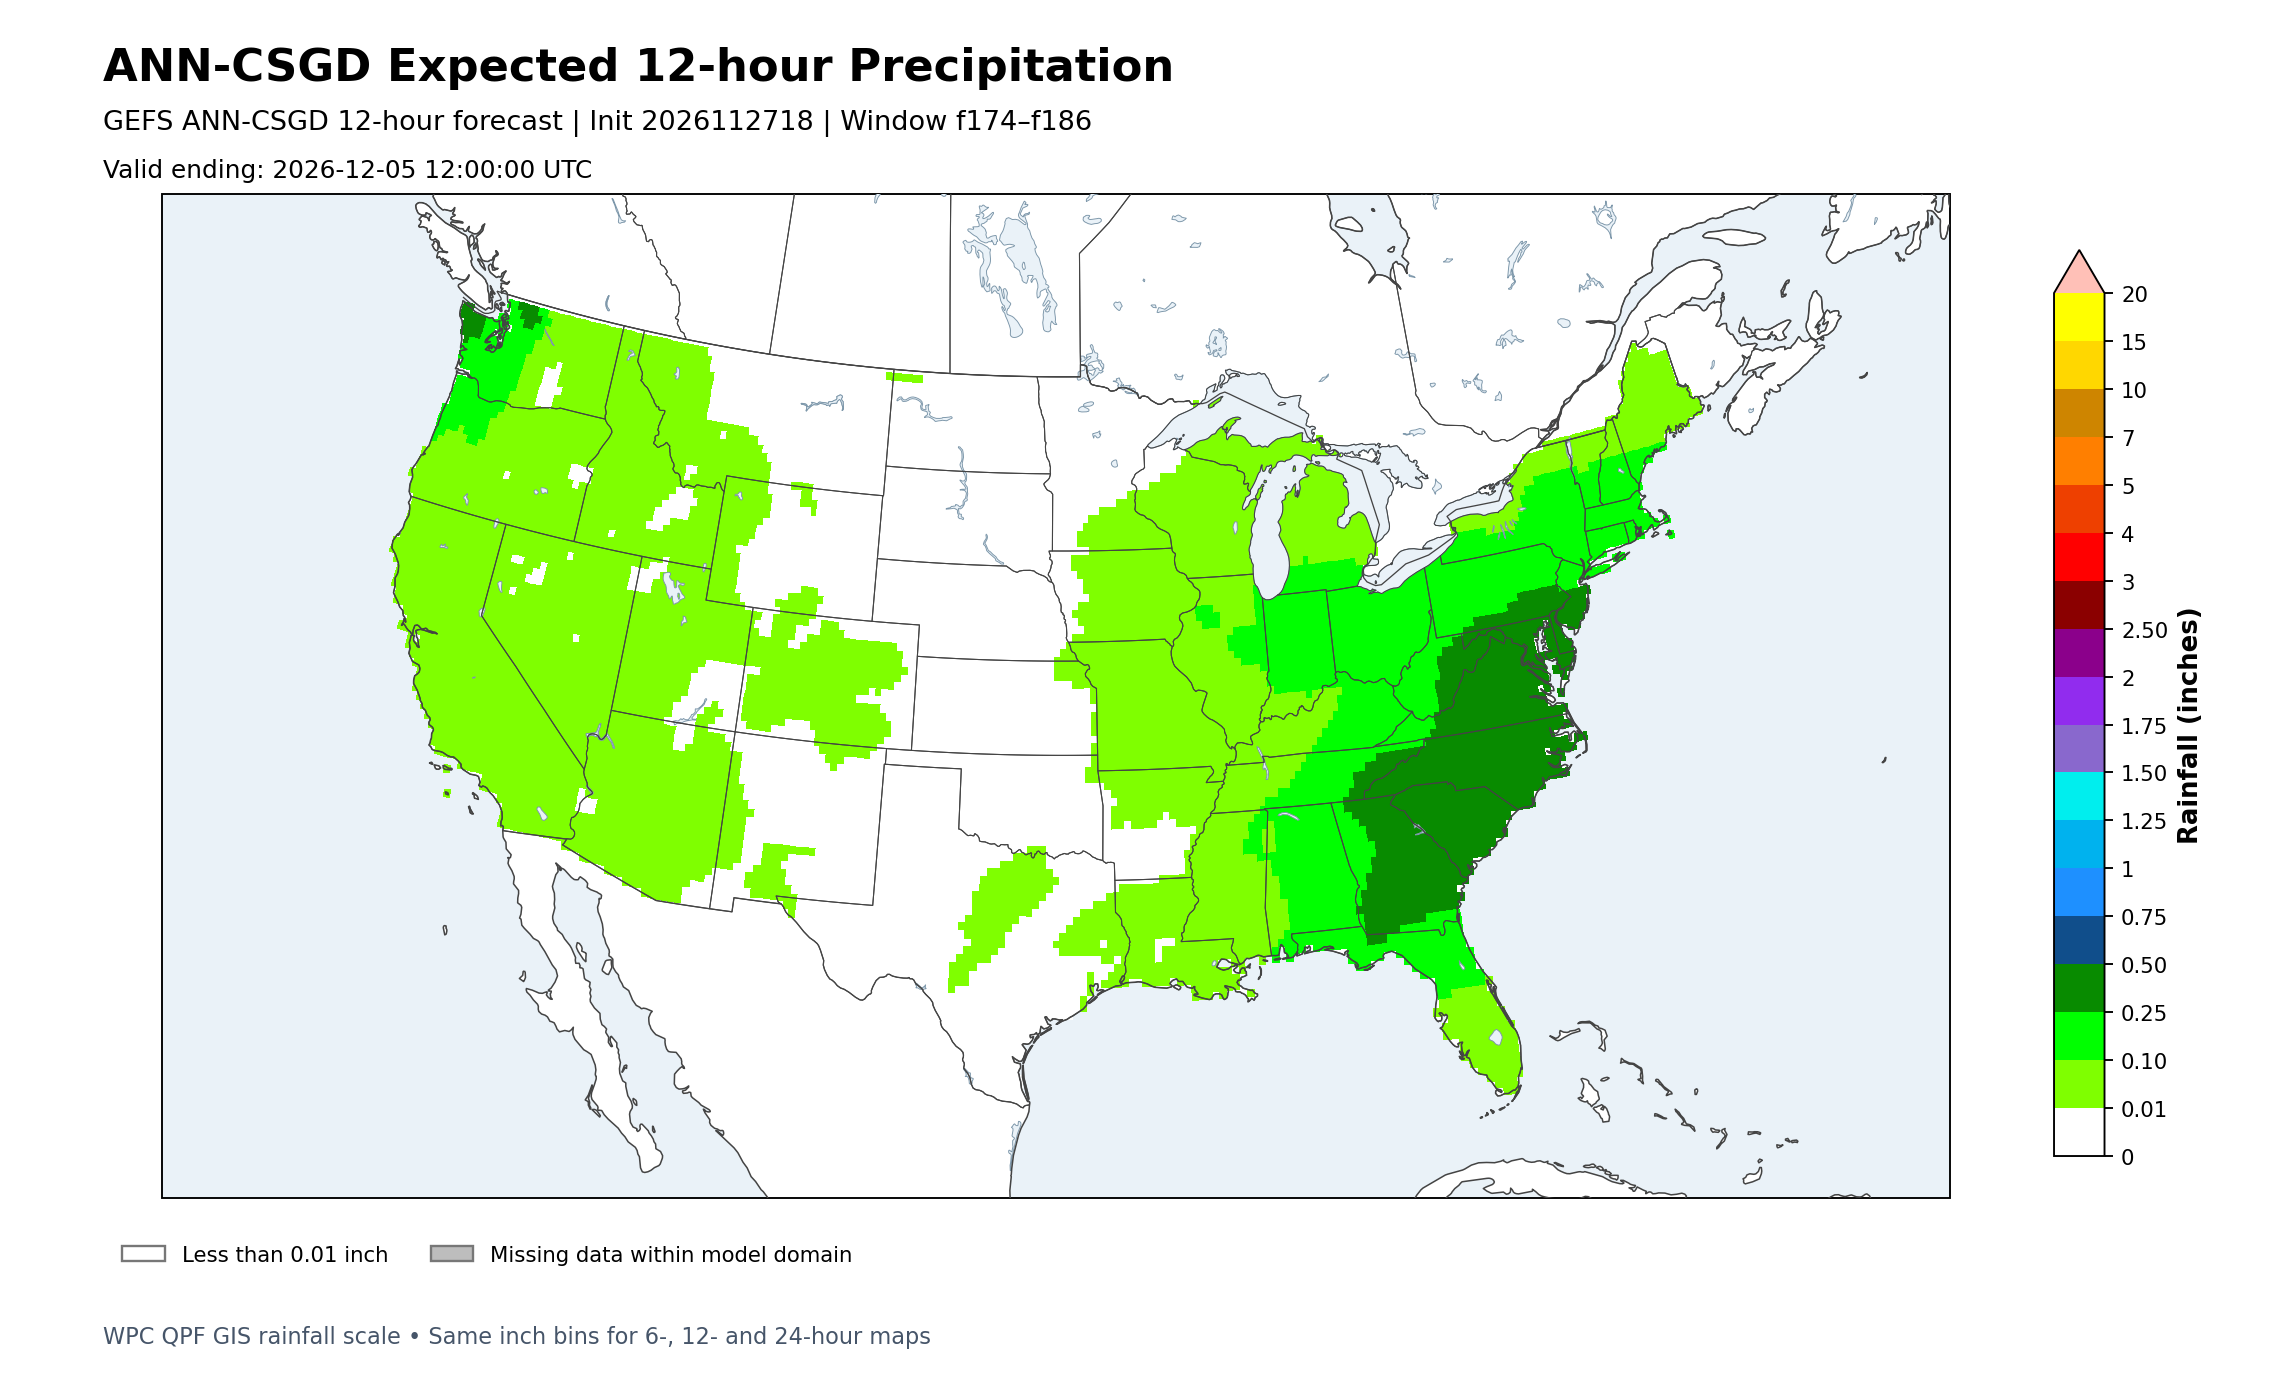 ANN-CSGD Expected 12-hour Precipitation
GEFS ANN-CSGD 12-hour forecast | Init 2026112718 | Window f174–f186
Valid ending: 2026-12-05 12:00:00 UTC
20
15
10
7
5
4
3
2.50
2
1.75
1.50
1.25
1
0.75
0.50
0.25
0.10
0.01
0
Rainfall (inches)
Less than 0.01 inch
Missing data within model domain
WPC QPF GIS rainfall scale • Same inch bins for 6-, 12- and 24-hour maps